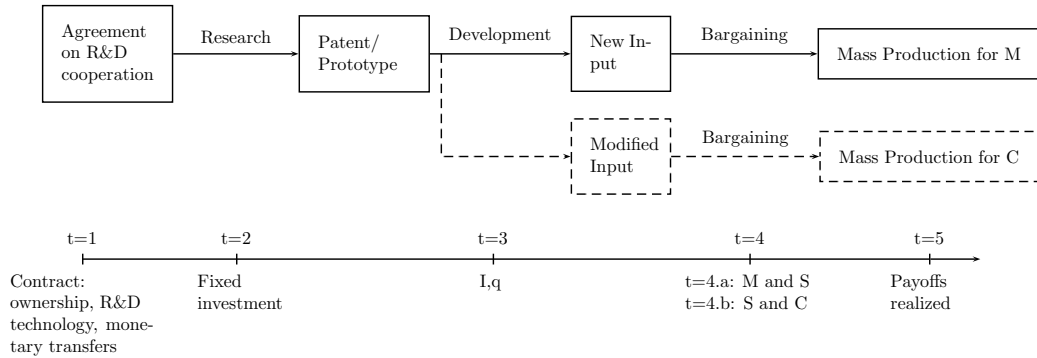 Agreement
on R&D
cooperation
Research
Patent/
Prototype
Development
New In-
put
Bargaining
Mass Production for M
Modified
Input
Bargaining
Mass Production for C
t=1
t=2
t=3
t=4
t=5
Contract:
ownership, R&D
technology, mone-
tary transfers
Fixed
investment
I,q
t=4.a: M and S
t=4.b: S and C
Payoffs
realized